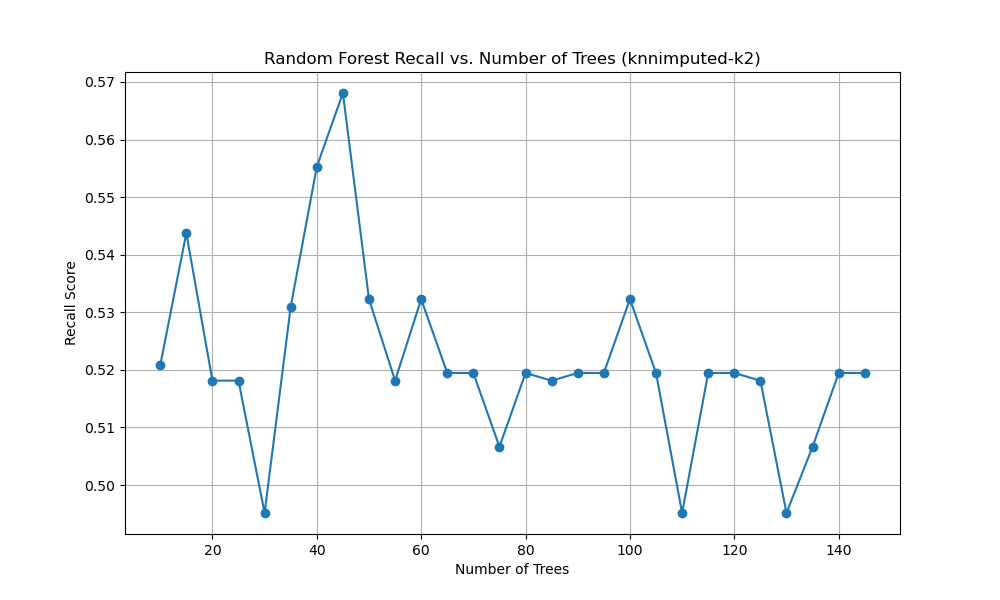 Random Forest Recall vs. Number of Trees (knnimputed-k2)
0.57
0.56
0.55
0.54
0.53
0.52
0.51
0.50
Recall Score
20 40 60 80 100 120 140
Number of Trees